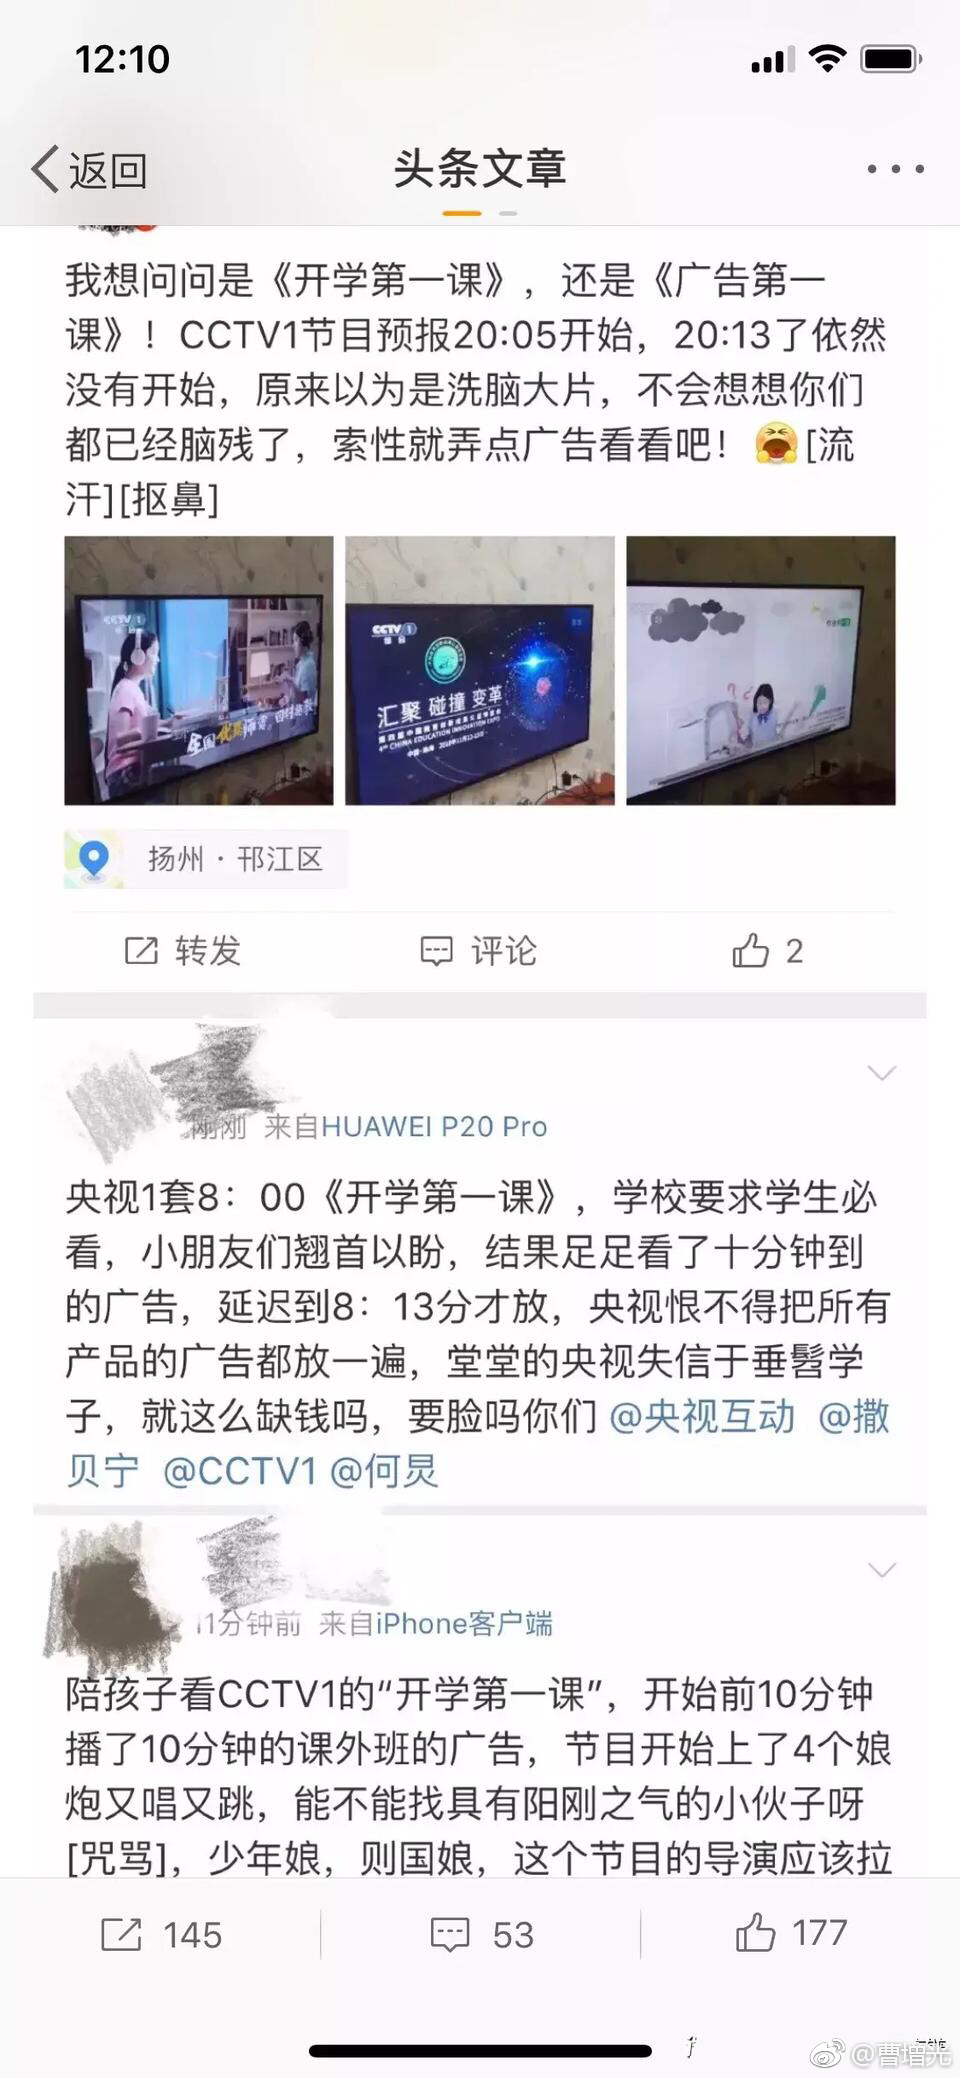 12:10
返回
头条文章
我想问问是《开学第一课》，还是《广告第一
课》！CCTV1节目预报20:05开始，20:13了依然
没有开始，原来以为是洗脑大片，不会想想你们
都已经脑残了，索性就弄点广告看看吧！[流
汗][抠鼻]
CCTV 1
全国优秀师资
CCTV 1
综合
汇聚 碰撞 变革
4th CHINA EDUCATION INNOVATION EXPO
扬州·邗江区
转发
评论
2
刚刚 来自HUAWEI P20 Pro
央视1套8：00《开学第一课》，学校要求学生必
看，小朋友们翘首以盼，结果足足看了十分钟到
的广告，延迟到8：13分才放，央视恨不得把所有
产品的广告都放一遍，堂堂的央视失信于垂髫学
子，就这么缺钱吗，要脸吗你们 @央视互动 @撒
贝宁 @CCTV1 @何炅
11分钟前 来自iPhone客户端
陪孩子看CCTV1的“开学第一课”，开始前10分钟
播了10分钟的课外班的广告，节目开始上了4个娘
炮又唱又跳，能不能找具有阳刚之气的小伙子呀
[咒骂]，少年娘，则国娘，这个节目的导演应该拉
145
53
177
@曹增光